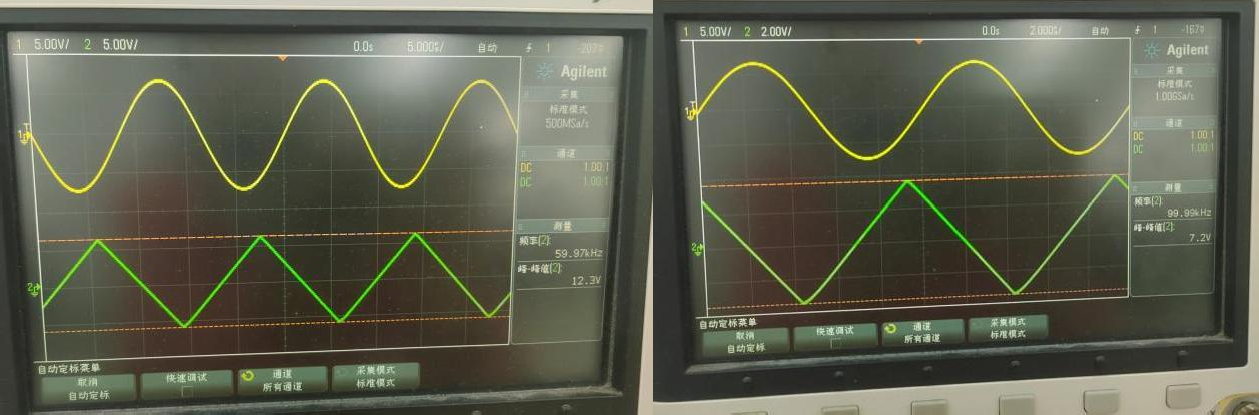 1 5.00V/ 2 5.00V/ 0.0s 5.000⅟/ 自动 1
Agilent
采集
标准模式
500MSa/s
通道
DC 1.00:1
DC 1.00:1
测量
频率(2):
59.97kHz
峰-峰值(2):
12.3V
1
2
自动定标菜单
取消
自动定标
快速调试
通道
所有通道
采集模式
标准模式
1 5.00V/ 2 2.00V/ 0.0s 自动 1
Agilent
采集
标准模式
1.00GSa/s
通道
DC 1.00:1
DC 1.00:1
测量
频率(2):
99.99kHz
峰-峰值(2):
7.2V
1
2
自动定标菜单
取消
自动定标
快速调试
通道
所有通道
采集模式
标准模式